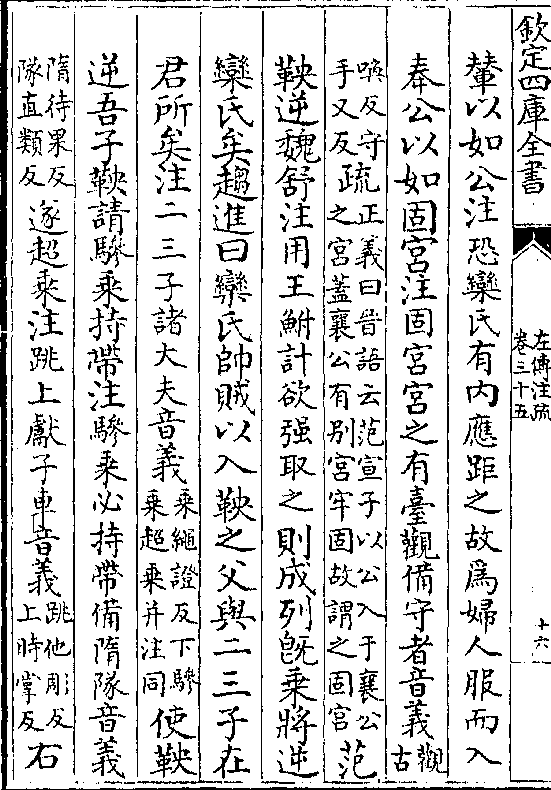 欽定四庫全書
左傳注疏
卷三十五
十六
輦以如公注恐欒氏有内應距之故為婦人服而入
奉公以如固宮注固宮宮之有臺觀備守者音義觀古
喚反守手又反疏正義曰晉語云范宣子以公入于襄公之宮蓋襄公有别宮牢固故謂之固宮范
鞅逆魏舒注用王鮒計欲强取之則成列既乗將逆
欒氏矣趨進曰欒氏帥賊以入鞅之父與二三子在
君所矣注二三子諸大夫音義乗繩證反下驂乗超乗并注同使鞅
逆吾子鞅請驂乗持帶注驂乗必持帶備隋隊音義
隋待果反隊直類反遂超乗注跳上獻子車音義跳他彫反上時掌反右